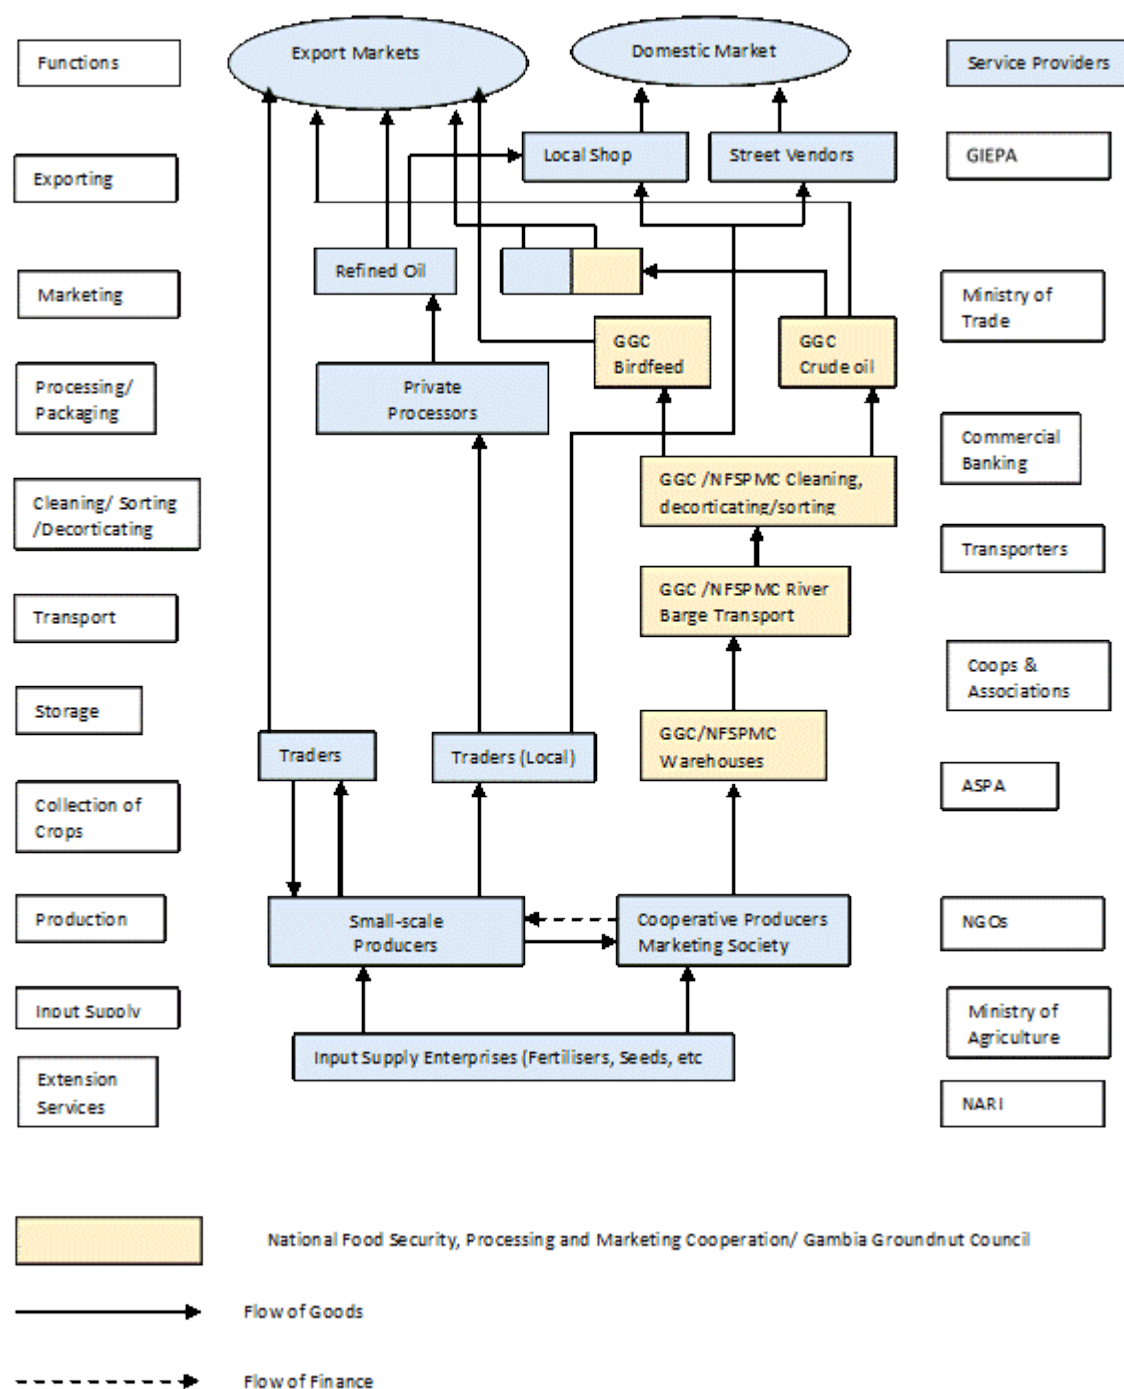 Functions
Export Markets
Domestic Market
Service Providers
Exporting
Local Shop
Street Vendors
GIEPA
Marketing
Refined Oil
Ministry of
Trade
GGC
Birdfeed
GGC
Crude oil
Processing/
Packaging
Private
Processors
Commercial
Banking
Cleaning/ Sorting
/Decorticating
GGC /NFSPMC Cleaning,
decorticating/sorting
Transporters
Transport
GGC /NFSPMC River
Barge Transport
Coops &
Associations
Storage
Traders
Traders (Local)
GGC/NFSPMC
Warehouses
ASPA
Collection of
Crops
Production
Small-scale
Producers
Cooperative Producers
Marketing Society
NGOs
Input Supply
Input Supply Enterprises (Fertilisers, Seeds, etc
Ministry of
Agriculture
Extension
Services
NARI
National Food Security, Processing and Marketing Cooperation/ Gambia Groundnut Council
Flow of Goods
Flow of Finance